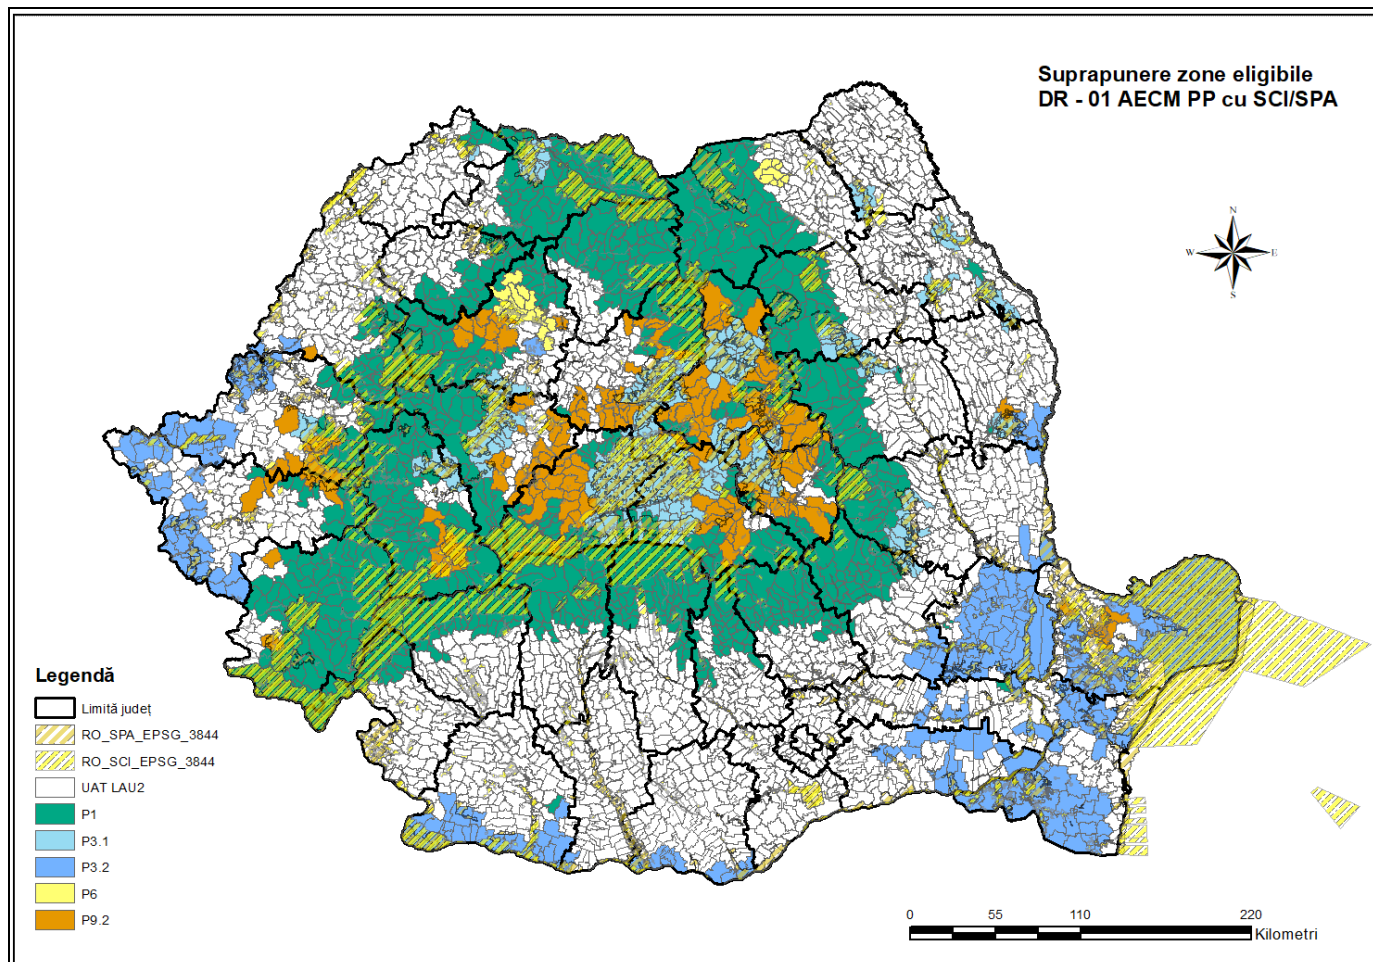 Suprapunere zone eligibile
DR - 01 AECM PP cu SCI/SPA
N
W
E
S
Legendă
Limită județ
RO_SPA_EPSG_3844
RO_SCI_EPSG_3844
UAT LAU2
P1
P3.1
P3.2
P6
P9.2
0 55 110 220
Kilometri